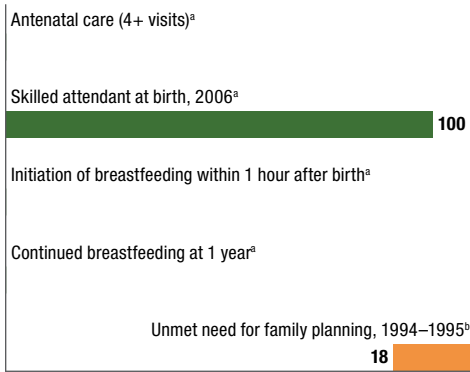 Antenatal care (4+ visits)ᵃ
Skilled attendant at birth, 2006ᵃ
100
Initiation of breastfeeding within 1 hour after birthᵃ
Continued breastfeeding at 1 yearᵃ
Unmet need for family planning, 1994–1995ᵇ
18